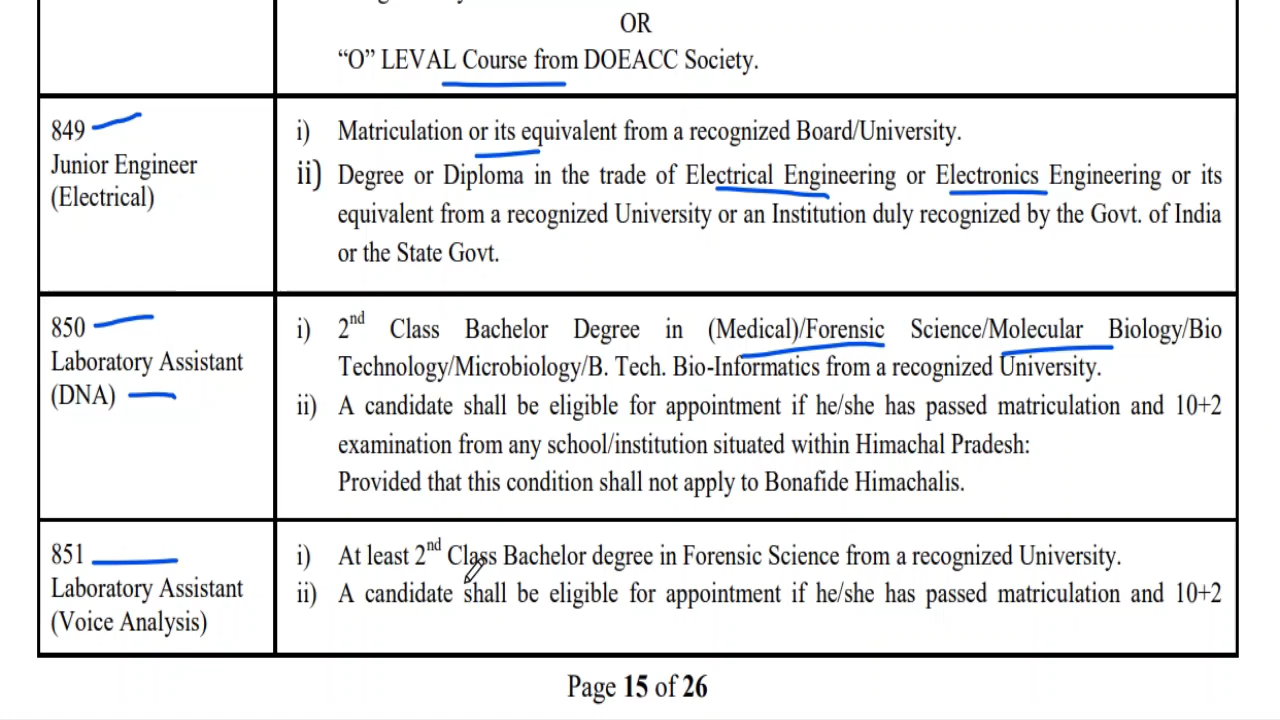 OR
“O” LEVAL Course from DOEACC Society.
849
Junior Engineer
(Electrical)
i) Matriculation or its equivalent from a recognized Board/University.
ii) Degree or Diploma in the trade of Electrical Engineering or Electronics Engineering or its
equivalent from a recognized University or an Institution duly recognized by the Govt. of India
or the State Govt.
850
Laboratory Assistant
(DNA)
i) 2nd Class Bachelor Degree in (Medical)/Forensic Science/Molecular Biology/Bio
Technology/Microbiology/B. Tech. Bio-Informatics from a recognized University.
ii) A candidate shall be eligible for appointment if he/she has passed matriculation and 10+2
examination from any school/institution situated within Himachal Pradesh:
Provided that this condition shall not apply to Bonafide Himachalis.
851
Laboratory Assistant
(Voice Analysis)
i) At least 2nd Class Bachelor degree in Forensic Science from a recognized University.
ii) A candidate shall be eligible for appointment if he/she has passed matriculation and 10+2
Page 15 of 26